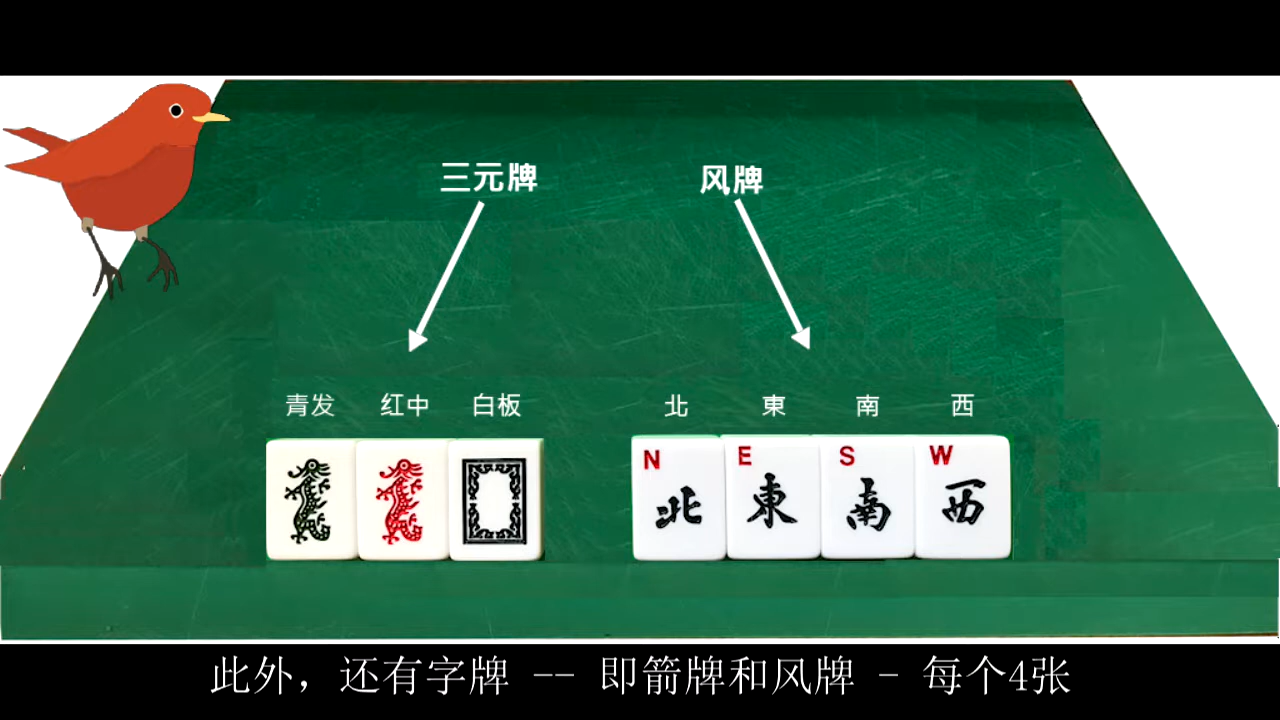 三元牌 风牌
青发 红中 白板 北 東 南 西
N E S W
北 東 南 西
此外，还有字牌 -- 即箭牌和风牌 - 每个4张